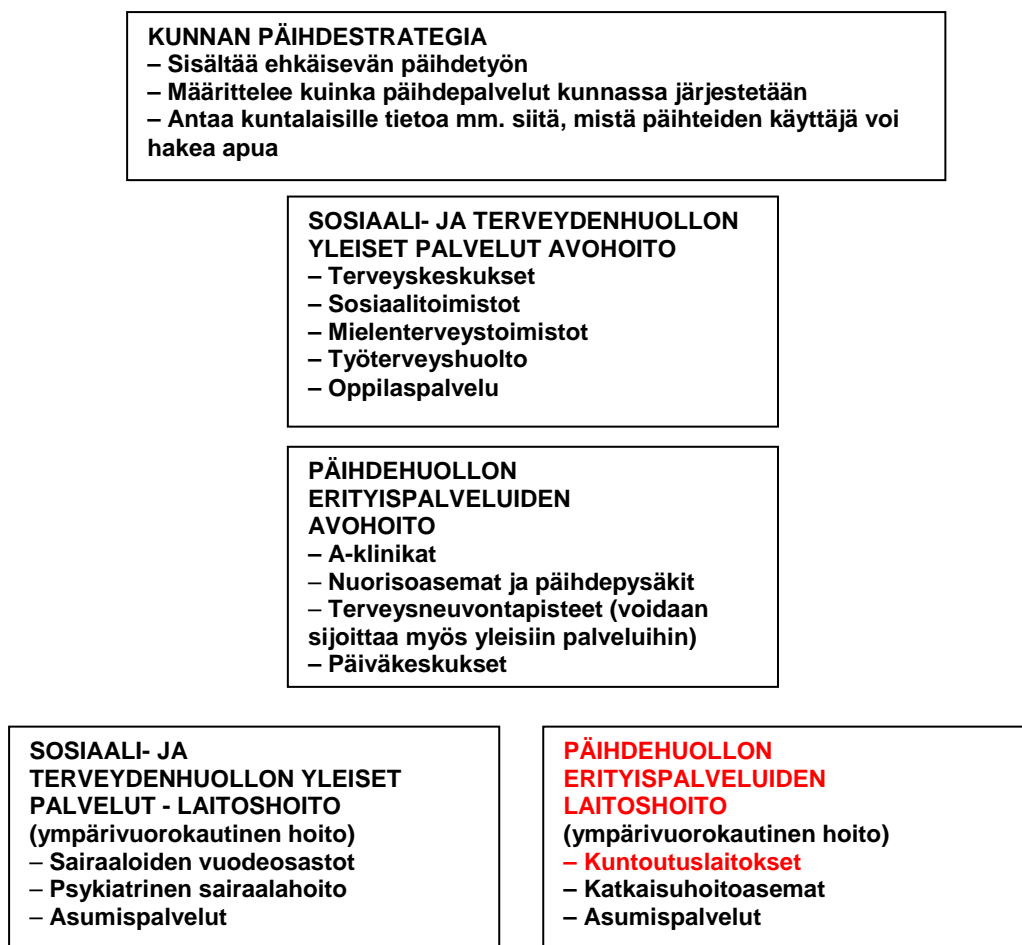 KUNNAN PÄIHDESTRATEGIA
– Sisältää ehkäisevän päihdetyön
– Määrittelee kuinka päihdepalvelut kunnassa järjestetään
– Antaa kuntalaisille tietoa mm. siitä, mistä päihteiden käyttäjä voi
hakea apua
SOSIAALI- JA TERVEYDENHUOLLON
YLEISET PALVELUT AVOHOITO
– Terveyskeskukset
– Sosiaalitoimistot
– Mielenterveystoimistot
– Työterveyshuolto
– Oppilaspalvelu
PÄIHDEHUOLLON
ERITYISPALVELUIDEN
AVOHOITO
– A-klinikat
– Nuorisoasemat ja päihdepysäkit
– Terveysneuvontapisteet (voidaan
sijoittaa myös yleisiin palveluihin)
– Päiväkeskukset
SOSIAALI- JA
TERVEYDENHUOLLON YLEISET
PALVELUT - LAITOSHOITO
(ympärivuorokautinen hoito)
– Sairaaloiden vuodeosastot
– Psykiatrinen sairaalahoito
– Asumispalvelut
PÄIHDEHUOLLON
ERITYISPALVELUIDEN
LAITOSHOITO
(ympärivuorokautinen hoito)
– Kuntoutuslaitokset
– Katkaisuhoitoasemat
– Asumispalvelut